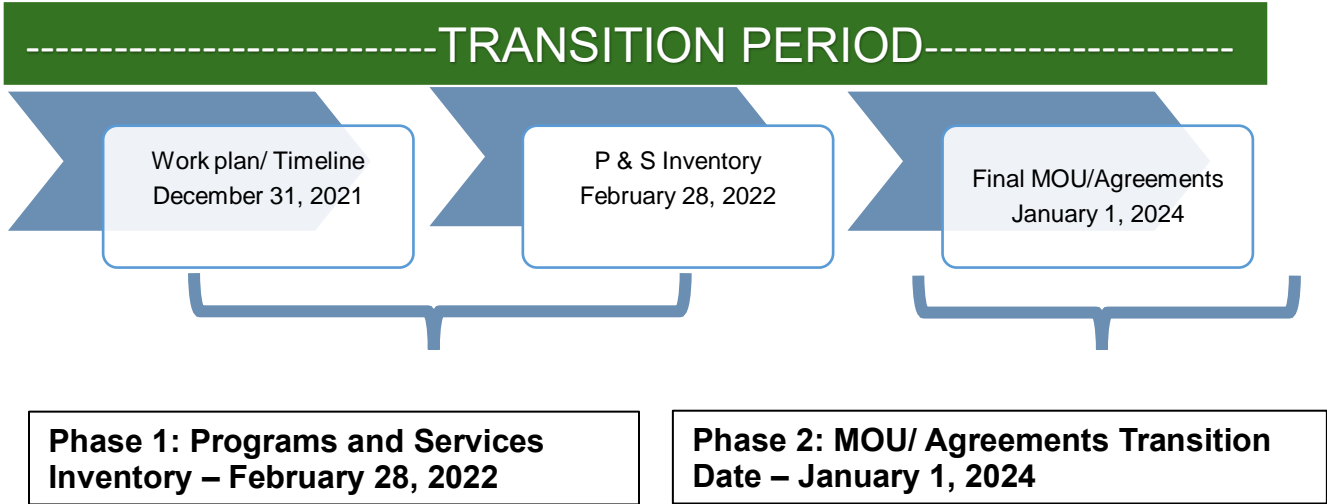 ----------------------------TRANSITION PERIOD---------------------
Work plan/ Timeline
December 31, 2021
P & S Inventory
February 28, 2022
Final MOU/Agreements
January 1, 2024
Phase 1: Programs and Services
Inventory – February 28, 2022
Phase 2: MOU/ Agreements Transition
Date – January 1, 2024